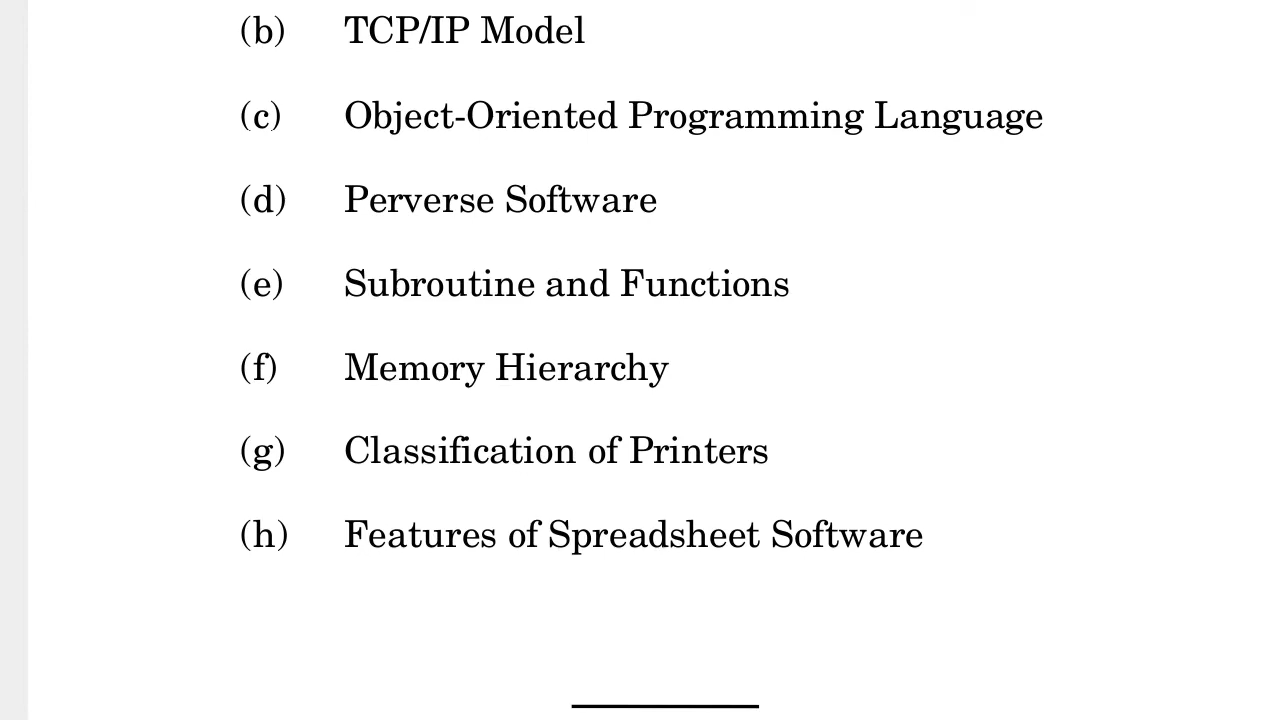 (b) TCP/IP Model
(c) Object-Oriented Programming Language
(d) Perverse Software
(e) Subroutine and Functions
(f) Memory Hierarchy
(g) Classification of Printers
(h) Features of Spreadsheet Software